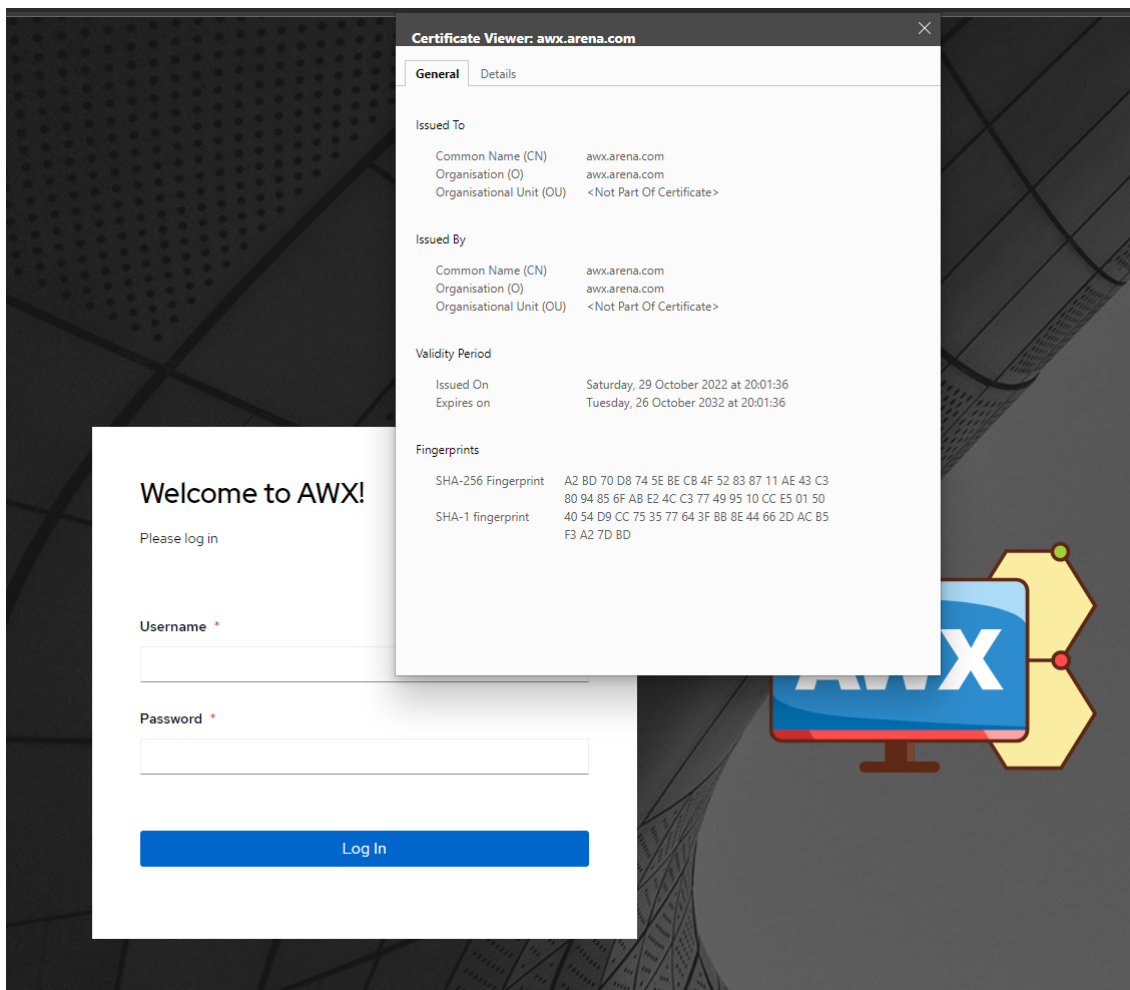 Certificate Viewer: awx.arena.com
General Details
Issued To
Common Name (CN) awx.arena.com
Organisation (O) awx.arena.com
Organisational Unit (OU) <Not Part Of Certificate>
Issued By
Common Name (CN) awx.arena.com
Organisation (O) awx.arena.com
Organisational Unit (OU) <Not Part Of Certificate>
Validity Period
Issued On Saturday, 29 October 2022 at 20:01:36
Expires on Tuesday, 26 October 2032 at 20:01:36
Fingerprints
SHA-256 Fingerprint A2 BD 70 D8 74 5E BE CB 4F 52 83 87 11 AE 43 C3
80 94 85 6F AB E2 4C C3 77 49 95 10 CC E5 01 50
SHA-1 fingerprint 40 54 D9 CC 75 35 77 64 3F BB 8E 44 66 2D AC B5
F3 A2 7D BD
Welcome to AWX!
Please log in
Username *
Password *
Log In
AWX